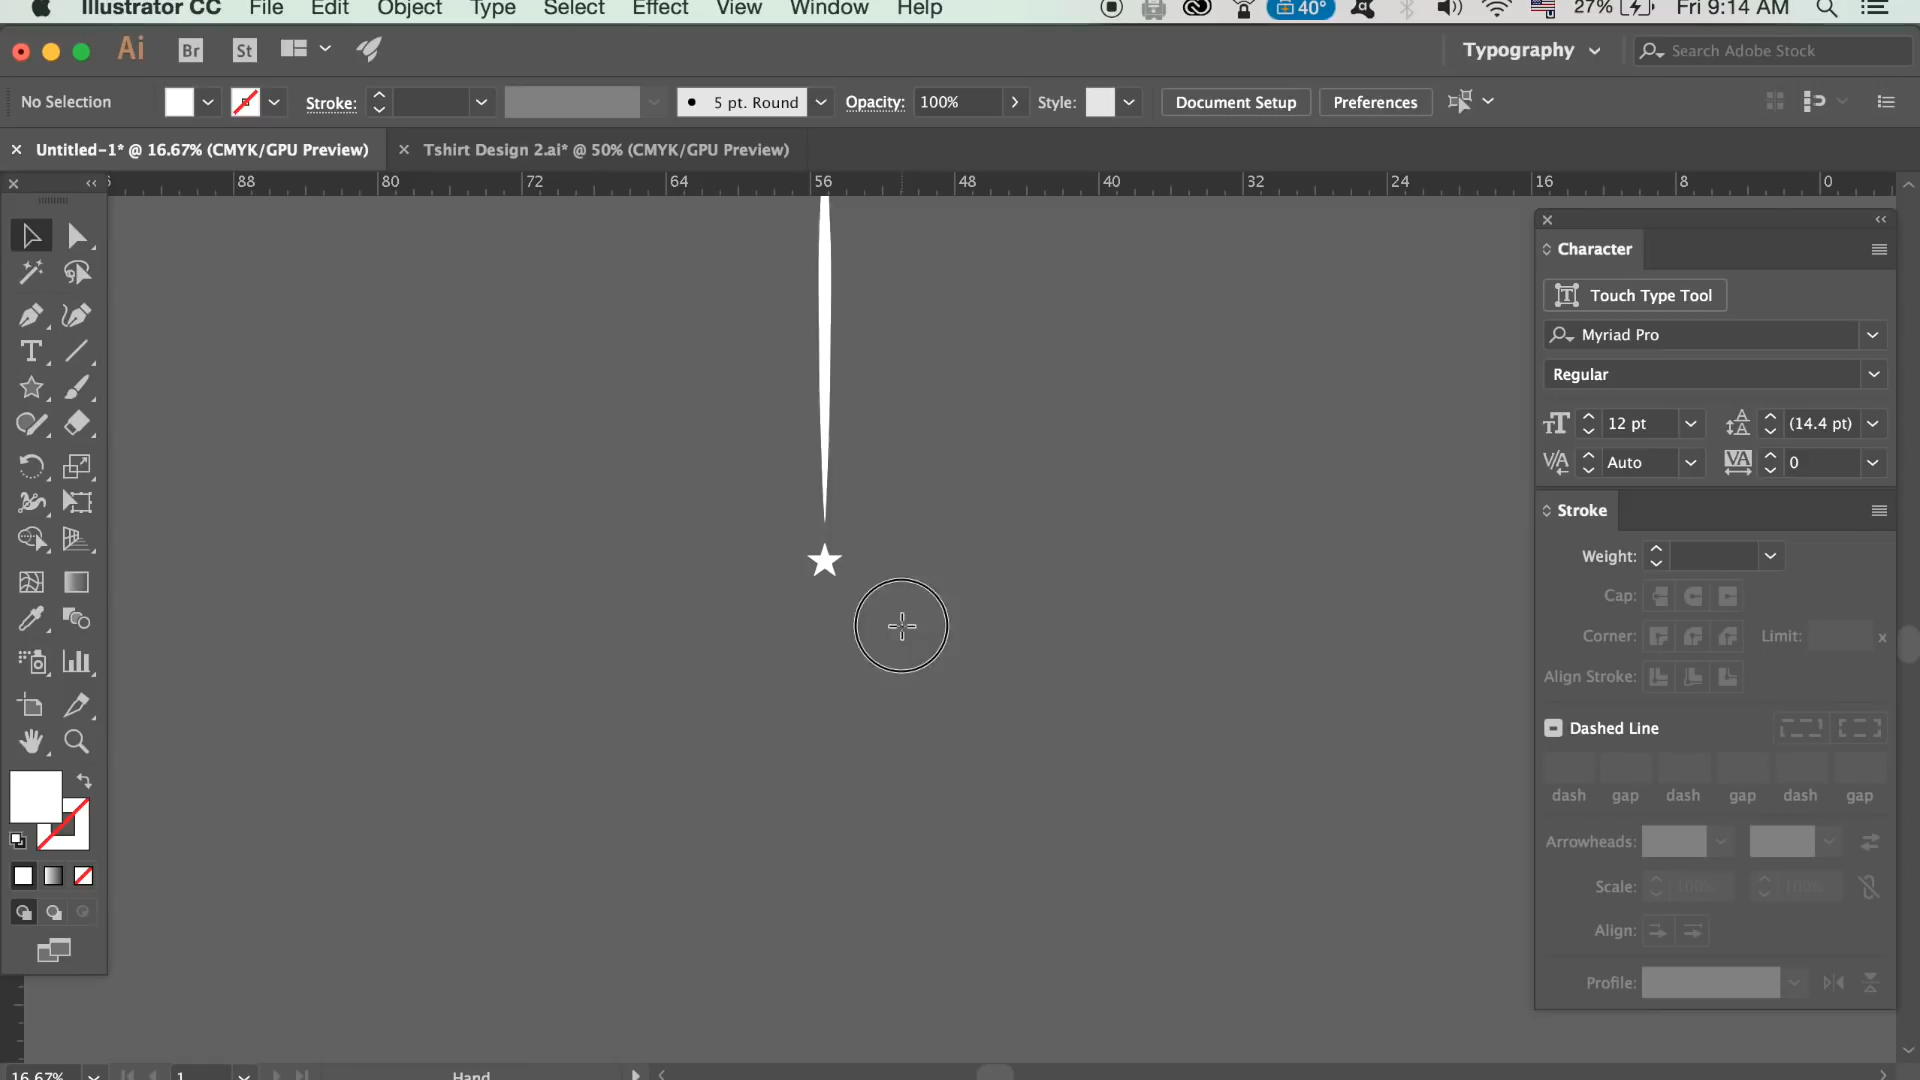 Illustrator CC File Edit Object Type Select Effect View Window Help 40° 27% Fri 9:14 AM
Ai Br St Typography Search Adobe Stock
No Selection Stroke: 5 pt. Round Opacity: 100% Style: Document Setup Preferences
Untitled-1* @ 16.67% (CMYK/GPU Preview) Tshirt Design 2.ai* @ 50% (CMYK/GPU Preview)
88 80 72 64 56 48 40 32 24 16 8 0
Character
Touch Type Tool
Myriad Pro
Regular
12 pt (14.4 pt)
Auto 0
Stroke
Weight:
Cap:
Corner: Limit: x
Align Stroke:
Dashed Line
dash gap dash gap dash gap
Arrowheads:
Scale: 100% 100%
Align:
Profile:
16.67% 1 Hand